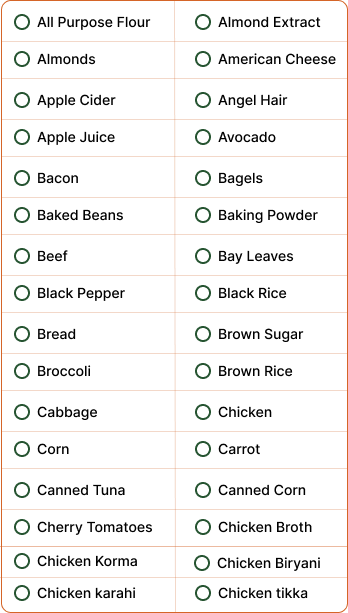 All Purpose Flour
Almond Extract
Almonds
American Cheese
Apple Cider
Angel Hair
Apple Juice
Avocado
Bacon
Bagels
Baked Beans
Baking Powder
Beef
Bay Leaves
Black Pepper
Black Rice
Bread
Brown Sugar
Broccoli
Brown Rice
Cabbage
Chicken
Corn
Carrot
Canned Tuna
Canned Corn
Cherry Tomatoes
Chicken Broth
Chicken Korma
Chicken Biryani
Chicken karahi
Chicken tikka